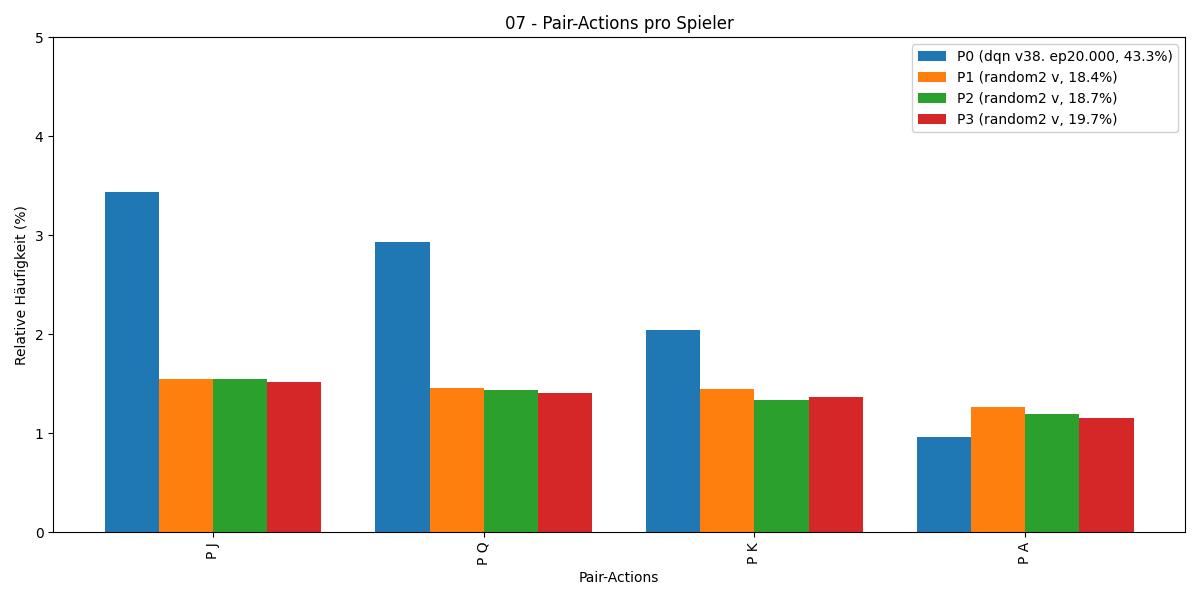 07 - Pair-Actions pro Spieler
5
4
3
2
1
0
Relative Häufigkeit (%)
P0 (dqn v38. ep20.000, 43.3%)
P1 (random2 v, 18.4%)
P2 (random2 v, 18.7%)
P3 (random2 v, 19.7%)
P J
P Q
P K
P A
Pair-Actions